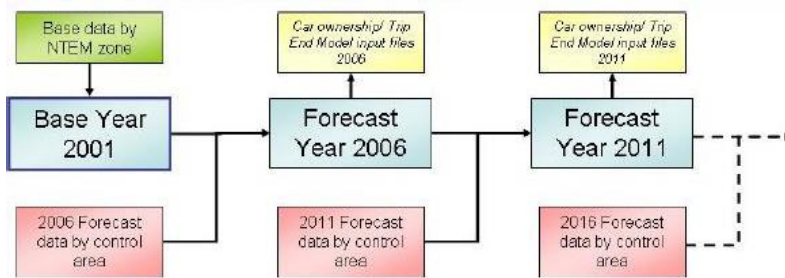 Base data by
NTEM zone
Car ownership/ Trip
End Model input files
2006
Car ownership/ Trip
End Model input files
2011
Base Year
2001
Forecast
Year 2006
Forecast
Year 2011
2006 Forecast
data by control
area
2011 Forecast
data by control
area
2016 Forecast
data by control
area